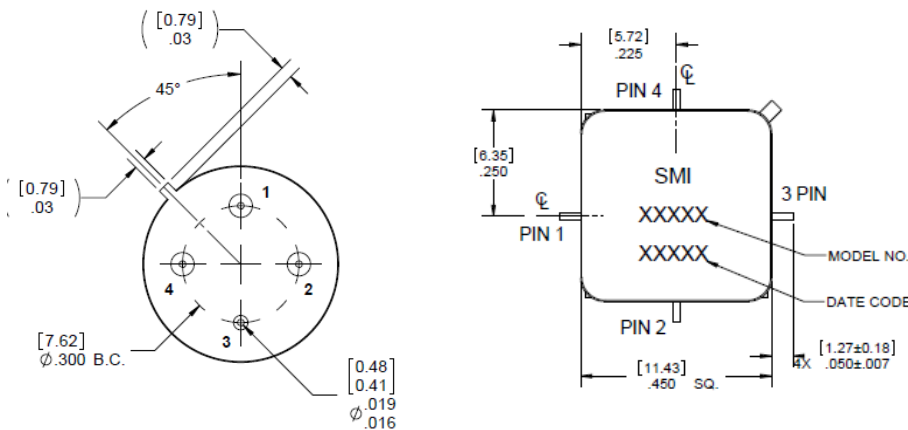 [0.79]
.03
45°
[0.79]
.03
1
4
2
3
[7.62]
Ø.300 B.C.
[0.48]
[0.41]
Ø.019
.016
[5.72]
.225
℄
PIN 4
[6.35]
.250
SMI
3 PIN
℄
XXXXX
PIN 1
MODEL NO.
XXXXX
DATE CODE
PIN 2
[1.27±0.18]
4X .050±.007
[11.43]
.450 SQ.